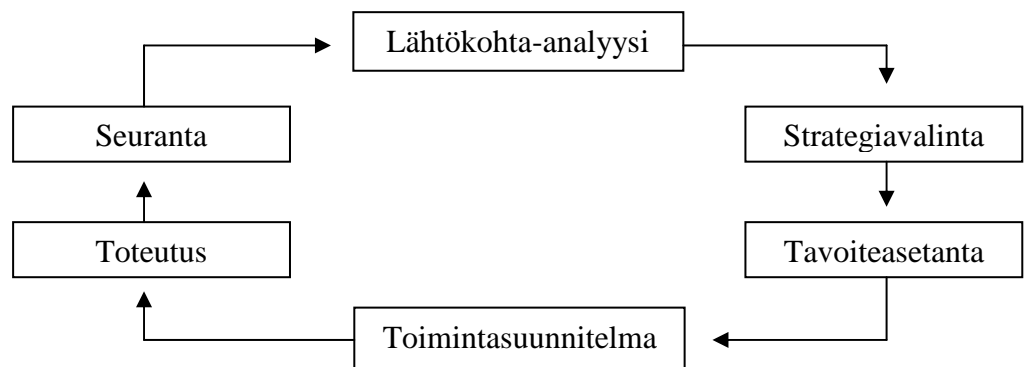 Lähtökohta-analyysi
Seuranta
Strategiavalinta
Toteutus
Tavoiteasetanta
Toimintasuunnitelma